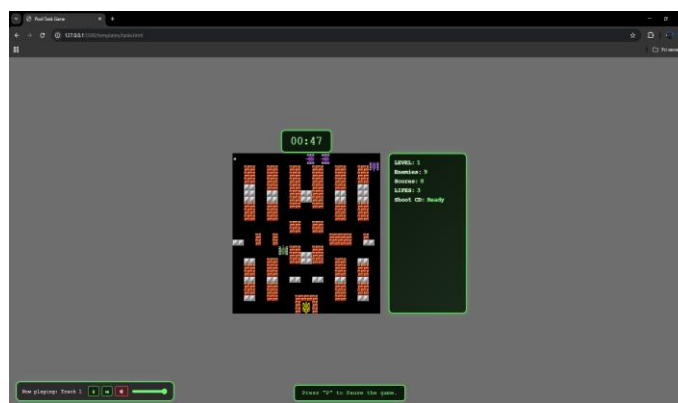 Pixel Tank Game
127.0.0.1:5500/templates/tanks.html
00:47
LEVEL: 1
Enemies: 9
Scores: 0
LIVES: 3
Shoot CD: Ready
Now playing: Track 1
Press "P" to Pause the game.